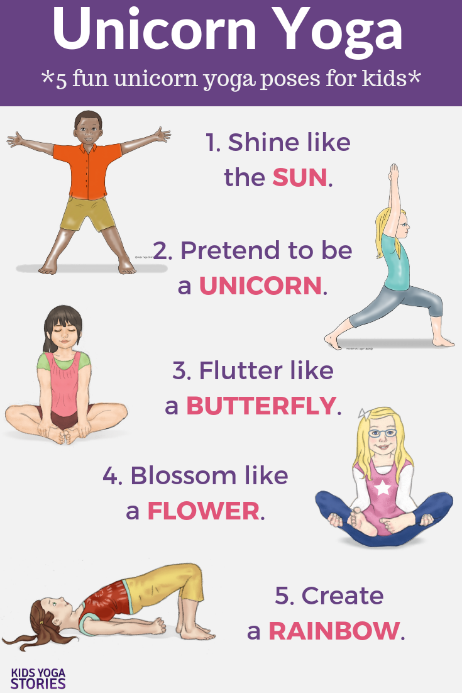 Unicorn Yoga
*5 fun unicorn yoga poses for kids*
1. Shine like
the SUN.
2. Pretend to be
a UNICORN.
3. Flutter like
a BUTTERFLY.
4. Blossom like
a FLOWER.
5. Create
a RAINBOW.
KIDS YOGA
STORIES